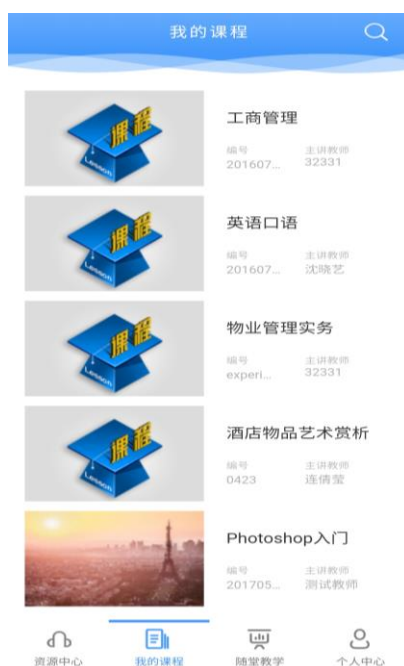 我的课程
课程
Lesson
工商管理
编号 主讲教师
201607... 32331
课程
Lesson
英语口语
编号 主讲教师
201607... 沈晓艺
课程
Lesson
物业管理实务
编号 主讲教师
experi... 32331
课程
Lesson
酒店物品艺术赏析
编号 主讲教师
0423 连倩莹
Photoshop入门
编号 主讲教师
201705... 测试教师
资源中心 我的课程 随堂教学 个人中心